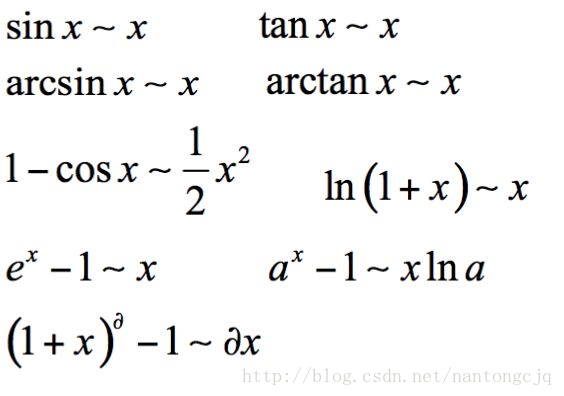 sin x ~ x tan x ~ x
arcsin x ~ x arctan x ~ x
1 − cos x ~ 1/2 x² ln(1 + x) ~ x
eˣ − 1 ~ x aˣ − 1 ~ x ln a
(1 + x)^∂ − 1 ~ ∂x
http://blog.csdn.net/nantongcjq